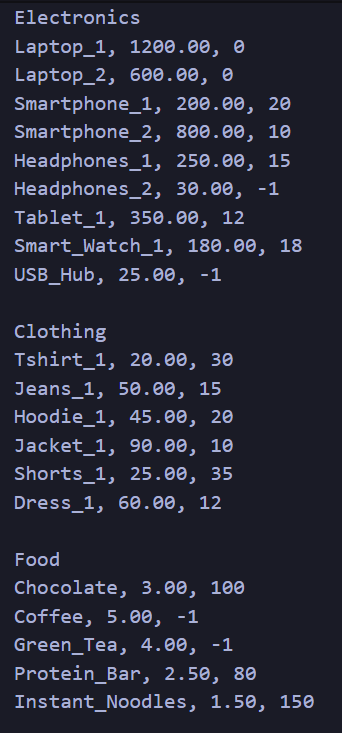 Electronics
Laptop_1, 1200.00, 0
Laptop_2, 600.00, 0
Smartphone_1, 200.00, 20
Smartphone_2, 800.00, 10
Headphones_1, 250.00, 15
Headphones_2, 30.00, -1
Tablet_1, 350.00, 12
Smart_Watch_1, 180.00, 18
USB_Hub, 25.00, -1

Clothing
Tshirt_1, 20.00, 30
Jeans_1, 50.00, 15
Hoodie_1, 45.00, 20
Jacket_1, 90.00, 10
Shorts_1, 25.00, 35
Dress_1, 60.00, 12

Food
Chocolate, 3.00, 100
Coffee, 5.00, -1
Green_Tea, 4.00, -1
Protein_Bar, 2.50, 80
Instant_Noodles, 1.50, 150